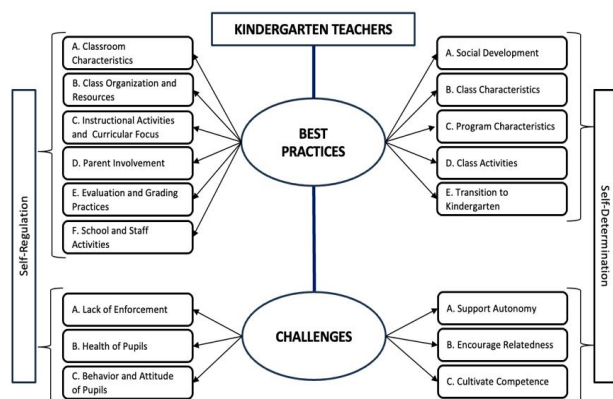 KINDERGARTEN TEACHERS
A. Classroom
Characteristics
B. Class Organization and
Resources
C. Instructional Activities
and Curricular Focus
D. Parent Involvement
E. Evaluation and Grading
Practices
F. School and Staff
Activities
BEST
PRACTICES
A. Social Development
B. Class Characteristics
C. Program Characteristics
D. Class Activities
E. Transition to
Kindergarten
Self-Regulation
Self-Determination
A. Lack of Enforcement
B. Health of Pupils
C. Behavior and Attitude
of Pupils
CHALLENGES
A. Support Autonomy
B. Encourage Relatedness
C. Cultivate Competence